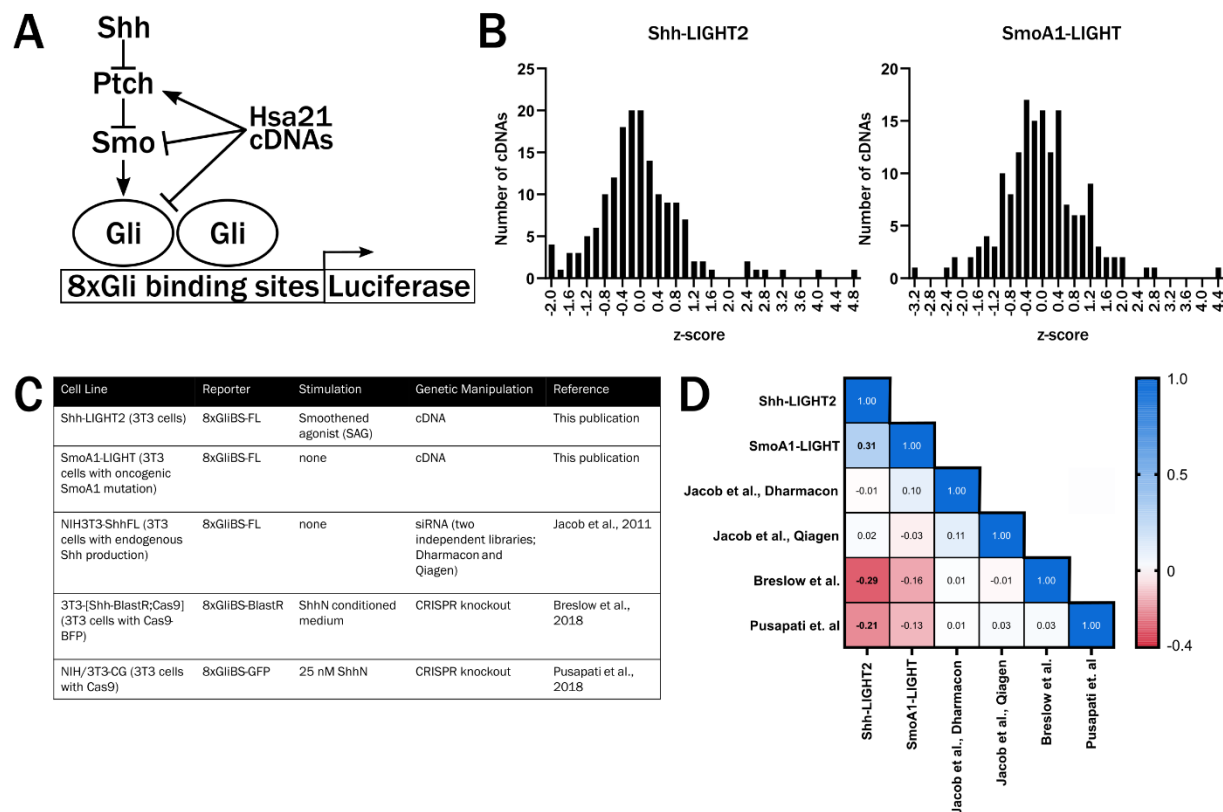 A
Shh
Ptch
Smo
Hsa21
cDNAs
Gli
Gli
8xGli binding sites
Luciferase
B
Shh-LIGHT2
Number of cDNAs
25
20
15
10
5
0
-2.0
-1.6
-1.2
-0.8
-0.4
0.0
0.4
0.8
1.2
1.6
2.0
2.4
2.8
3.2
3.6
4.0
4.4
4.8
z-score
SmoA1-LIGHT
Number of cDNAs
20
15
10
5
0
-3.2
-2.8
-2.4
-2.0
-1.6
-1.2
-0.8
-0.4
0.0
0.4
0.8
1.2
1.6
2.0
2.4
2.8
3.2
3.6
4.0
4.4
z-score
C
Cell Line
Reporter
Stimulation
Genetic Manipulation
Reference
Shh-LIGHT2 (3T3 cells)
8xGliBS-FL
Smoothened
agonist (SAG)
cDNA
This publication
SmoA1-LIGHT (3T3
cells with oncogenic
SmoA1 mutation)
8xGliBS-FL
none
cDNA
This publication
NIH3T3-ShhFL (3T3
cells with endogenous
Shh production)
8xGliBS-FL
none
siRNA (two
independent libraries;
Dharmacon and
Qiagen)
Jacob et al., 2011
3T3-[Shh-BlastR;Cas9]
(3T3 cells with Cas9-
BFP)
8xGliBS-BlastR
ShhN conditioned
medium
CRISPR knockout
Breslow et al.,
2018
NIH/3T3-CG (3T3 cells
with Cas9)
8xGliBS-GFP
25 nM ShhN
CRISPR knockout
Pusapati et al.,
2018
D
Shh-LIGHT2
1.00
SmoA1-LIGHT
0.31
1.00
Jacob et al., Dharmacon
-0.01
0.10
1.00
Jacob et al., Qiagen
0.02
-0.03
0.11
1.00
Breslow et al.
-0.29
-0.16
0.01
-0.01
1.00
Pusapati et. al
-0.21
-0.13
0.01
0.03
0.03
1.00
Shh-LIGHT2
SmoA1-LIGHT
Jacob et al., Dharmacon
Jacob et al., Qiagen
Breslow et al.
Pusapati et. al
1.0
0.5
0
-0.4